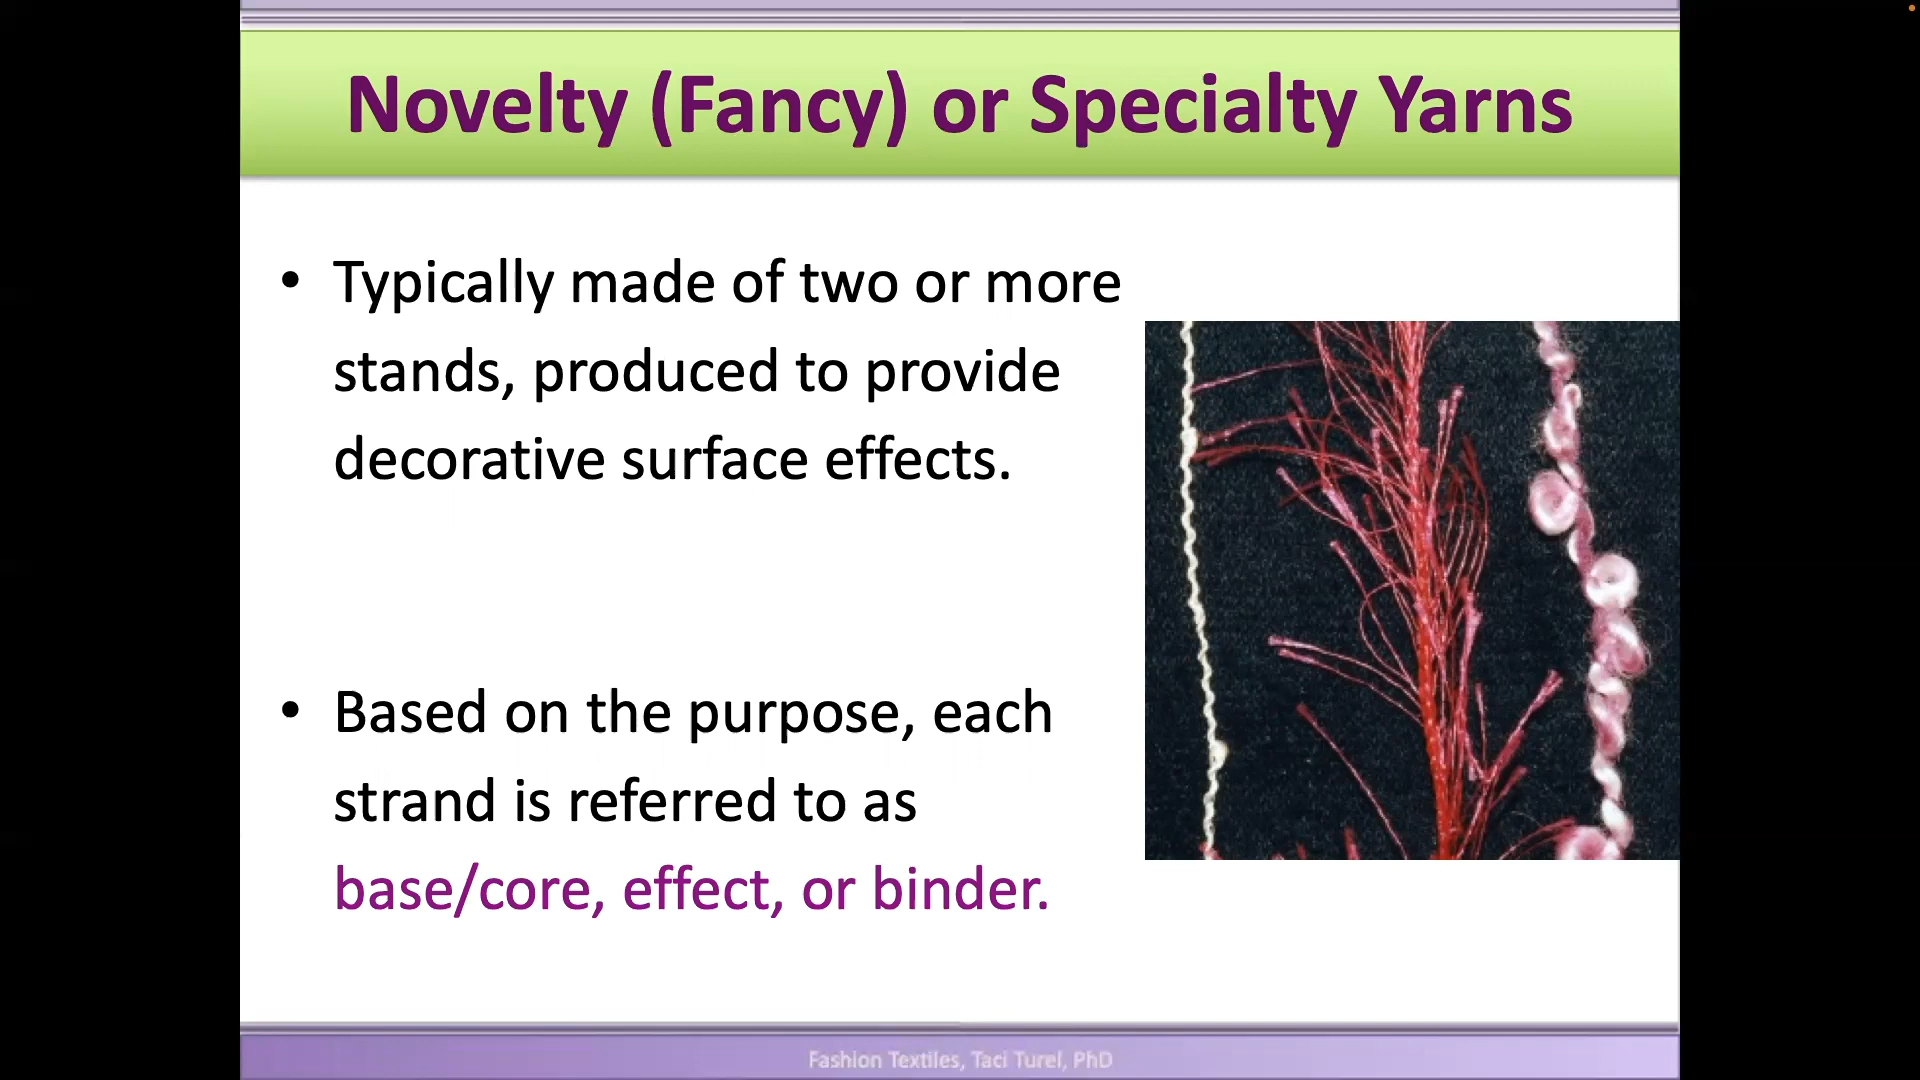 Novelty (Fancy) or Specialty Yarns
• Typically made of two or more
stands, produced to provide
decorative surface effects.
• Based on the purpose, each
strand is referred to as
base/core, effect, or binder.
Fashion Textiles, Taci Turel, PhD